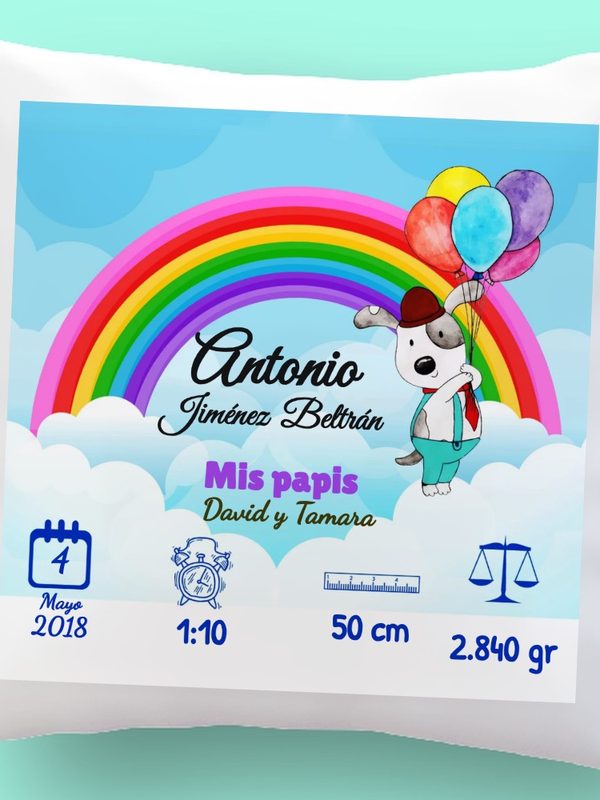 Antonio
Jiménez Beltrán
Mis papis
David y Tamara
4
Mayo
2018
1:10
50 cm
2.840 gr